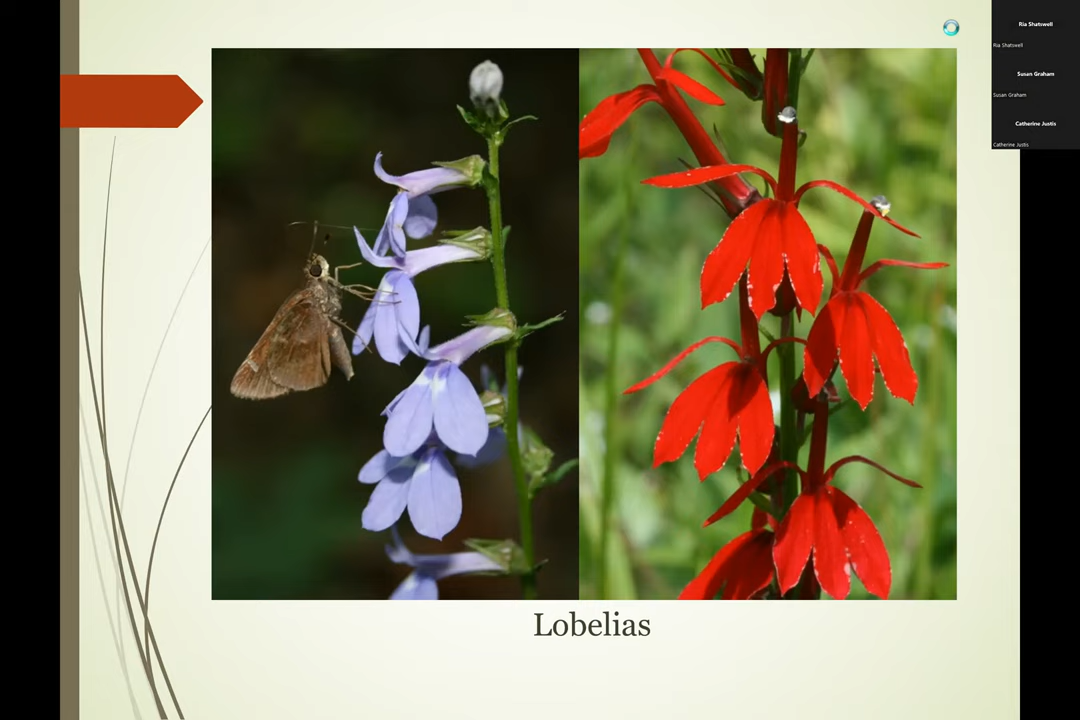 Ria Shatswell
Ria Shatswell
Susan Graham
Susan Graham
Catherine Justis
Catherine Justis
Lobelias